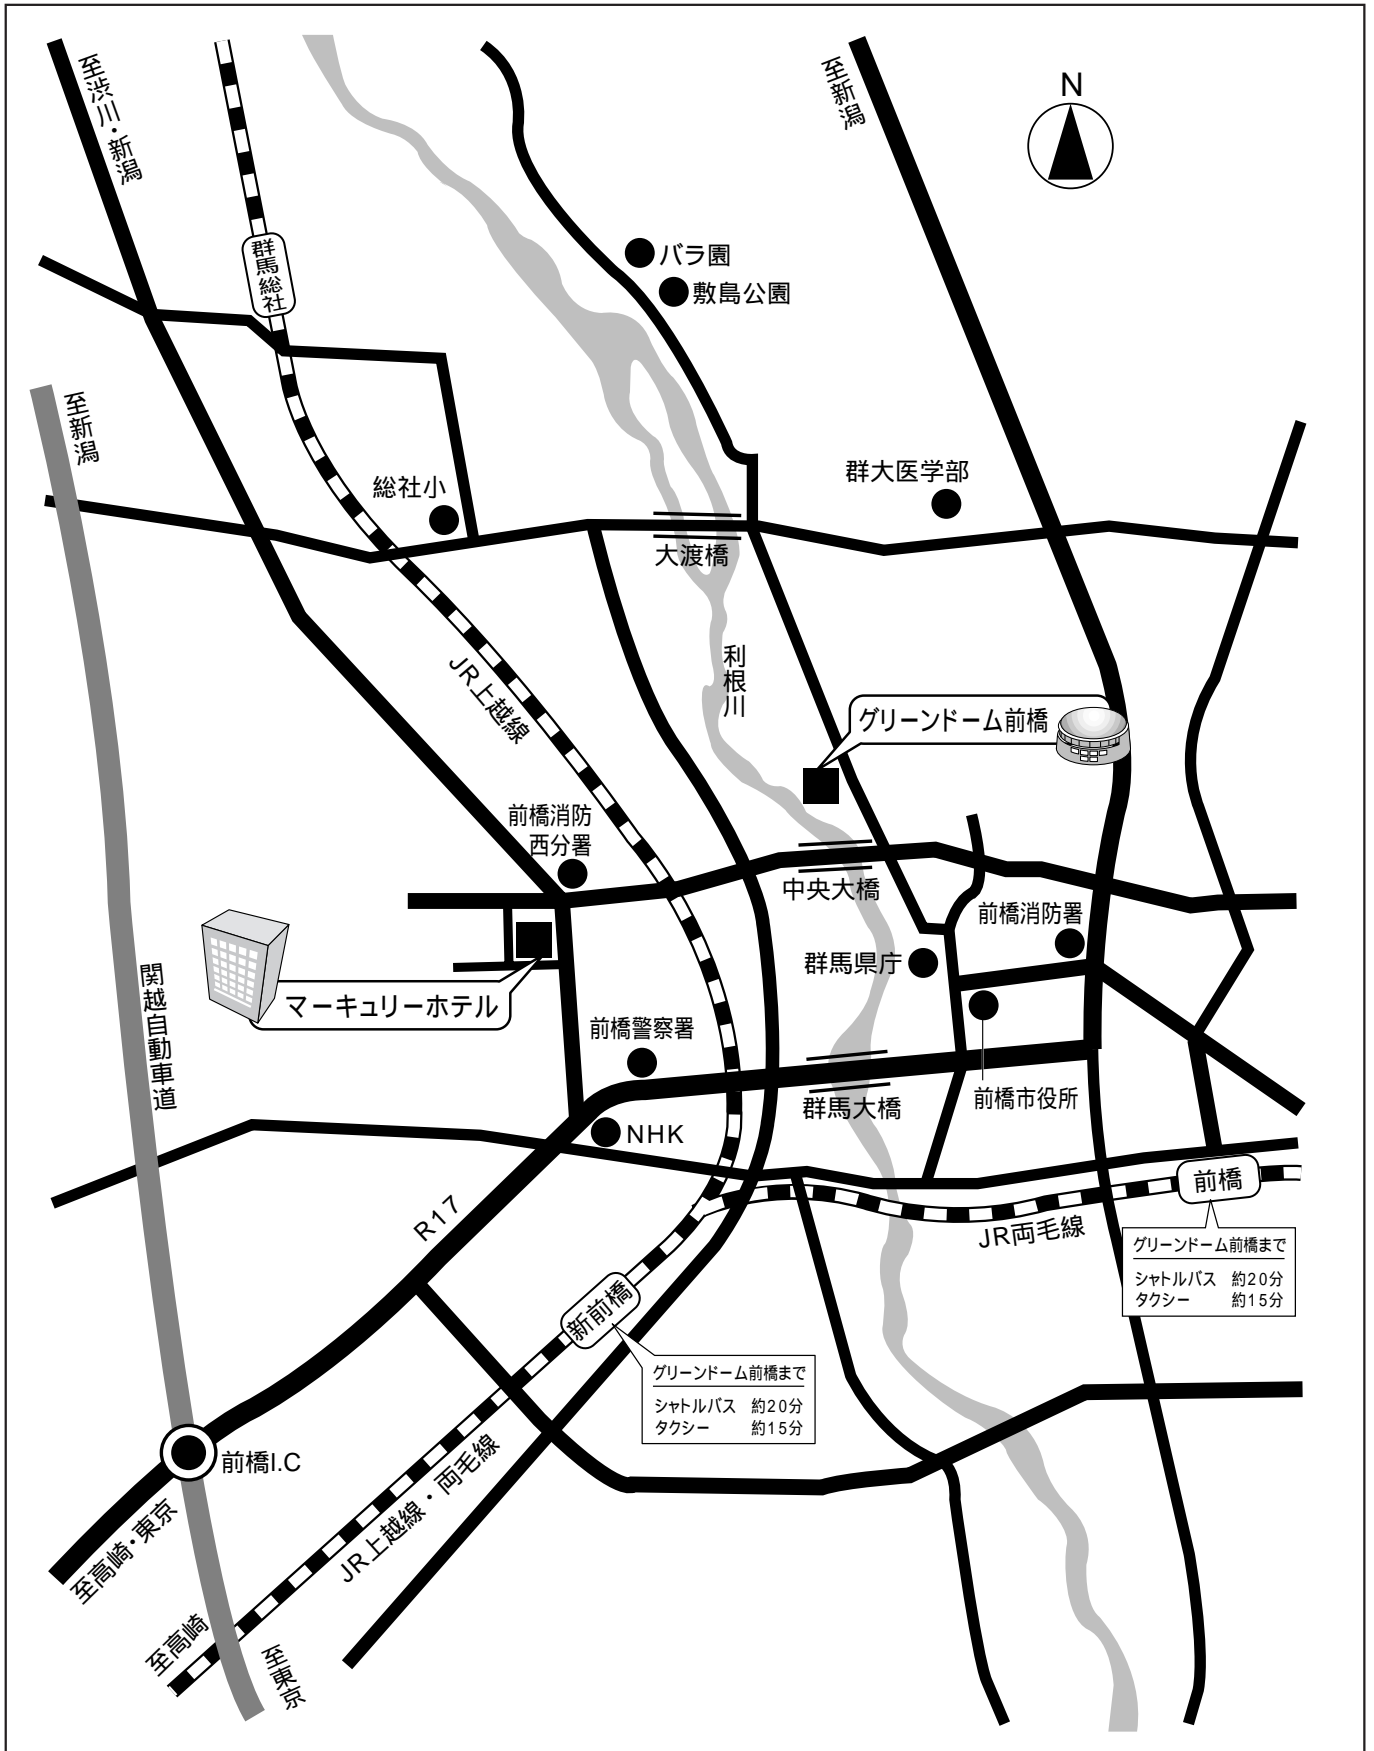 至渋川・新潟
至新潟
N
群馬総社
バラ園
敷島公園
至新潟
総社小
群大医学部
大渡橋
利根川
JR上越線
グリーンドーム前橋
前橋消防
西分署
中央大橋
前橋消防署
群馬県庁
マーキュリーホテル
関越自動車道
前橋警察署
群馬大橋
前橋市役所
NHK
前橋
R17
JR両毛線
グリーンドーム前橋まで
シャトルバス 約20分
タクシー 約15分
新前橋
グリーンドーム前橋まで
シャトルバス 約20分
タクシー 約15分
前橋I.C
JR上越線・両毛線
至高崎・東京
至高崎
至東京